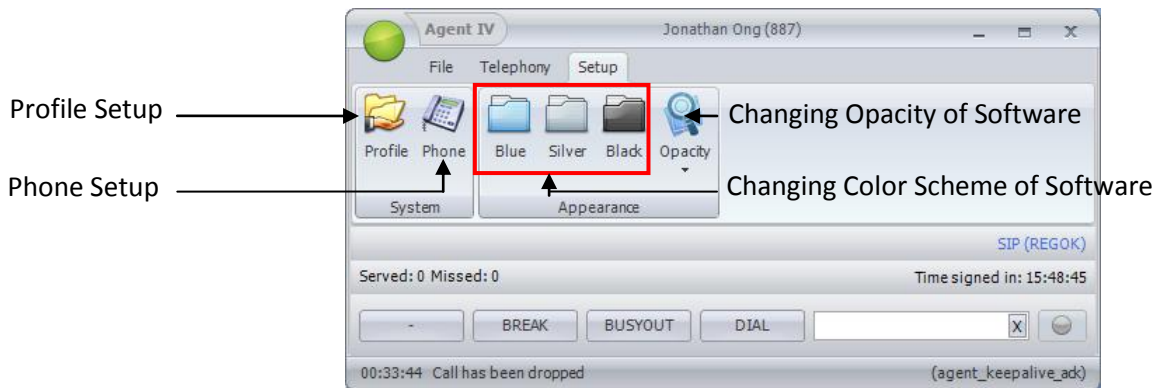 Agent IV
Jonathan Ong (887)
File Telephony Setup
Profile Setup
Changing Opacity of Software
Profile Phone Blue Silver Black Opacity
Phone Setup
Changing Color Scheme of Software
System Appearance
SIP (REGOK)
Served: 0 Missed: 0
Time signed in: 15:48:45
- BREAK BUSYOUT DIAL X
00:33:44 Call has been dropped
(agent_keepalive_ack)